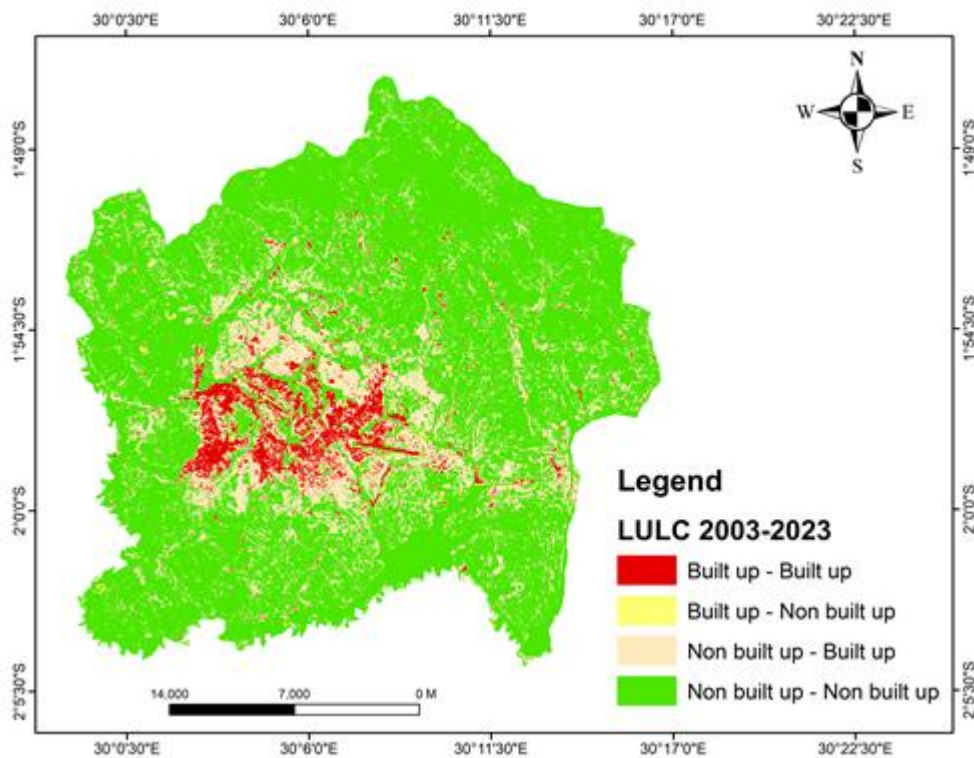 30°0'30"E 30°6'0"E 30°11'30"E 30°17'0"E 30°22'30"E
N
W E
S
1°49'0"S 1°49'0"S
1°54'30"S 1°54'30"S
2°0'0"S 2°0'0"S
2°5'30"S 2°5'30"S
Legend
LULC 2003-2023
Built up - Built up
Built up - Non built up
Non built up - Built up
Non built up - Non built up
14,000 7,000 0 M
30°0'30"E 30°6'0"E 30°11'30"E 30°17'0"E 30°22'30"E